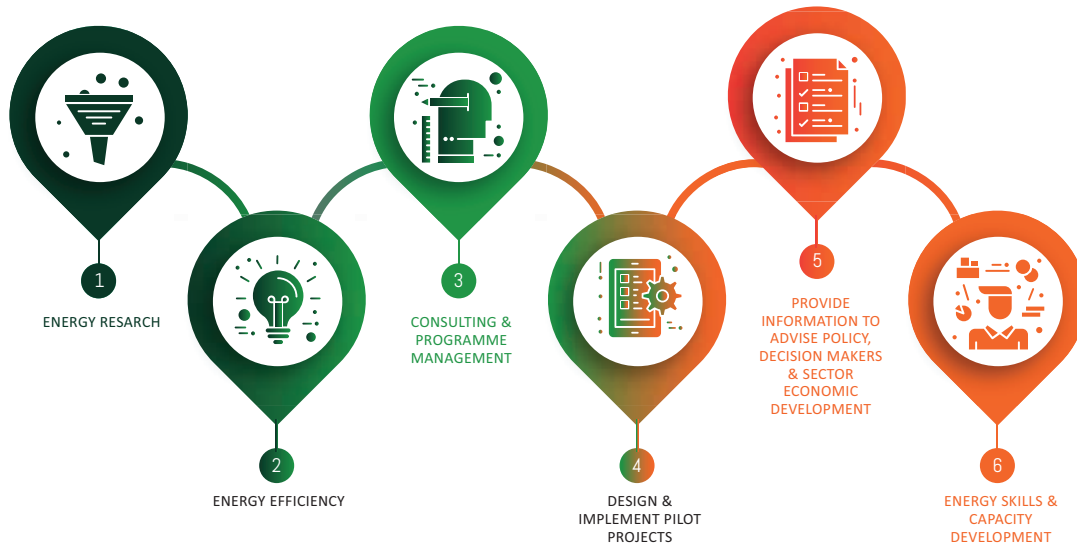 1
ENERGY RESARCH
2
ENERGY EFFICIENCY
3
CONSULTING &
PROGRAMME
MANAGEMENT
4
DESIGN &
IMPLEMENT PILOT
PROJECTS
5
PROVIDE
INFORMATION TO
ADVISE POLICY,
DECISION MAKERS
& SECTOR
ECONOMIC
DEVELOPMENT
6
ENERGY SKILLS &
CAPACITY
DEVELOPMENT